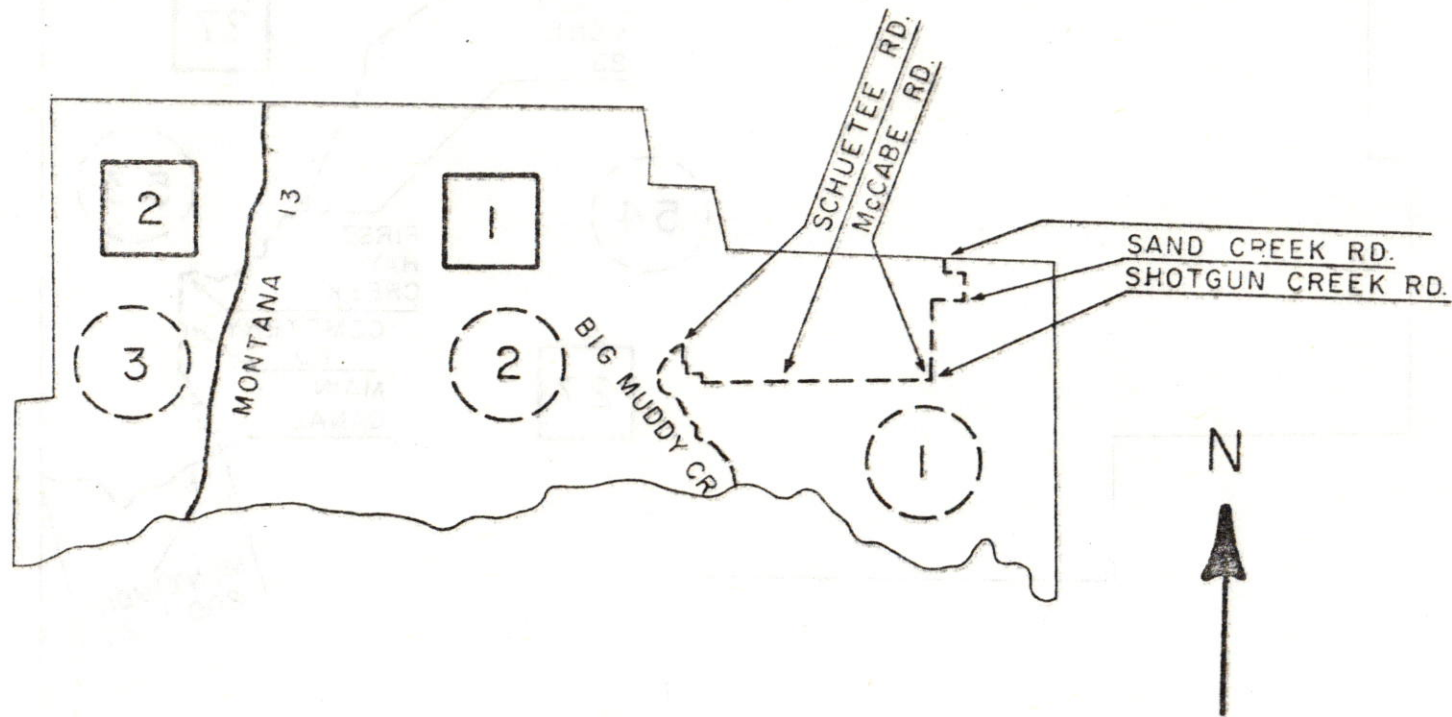 SCHUETEE RD.
McCABE RD.
SAND CREEK RD.
SHOTGUN CREEK RD.
2
MONTANA 13
1
3
2
BIG MUDDY CR
1
N